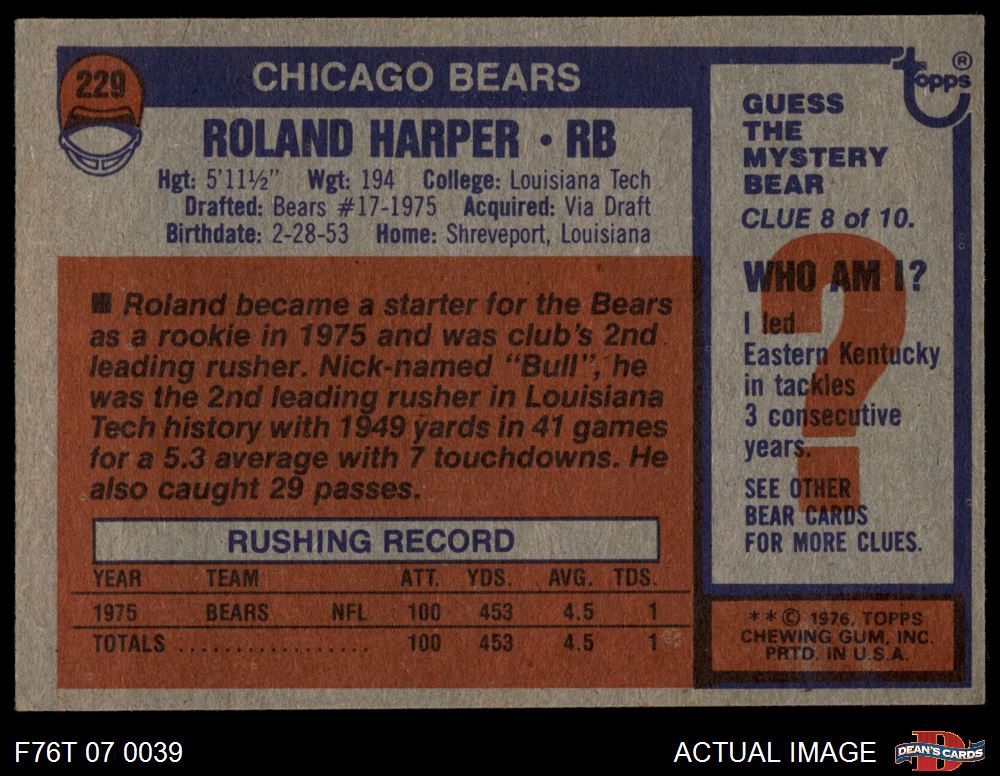 229
CHICAGO BEARS
ROLAND HARPER • RB
Hgt: 5'11½" Wgt: 194 College: Louisiana Tech
Drafted: Bears #17-1975 Acquired: Via Draft
Birthdate: 2-28-53 Home: Shreveport, Louisiana
■ Roland became a starter for the Bears
as a rookie in 1975 and was club's 2nd
leading rusher. Nick-named "Bull", he
was the 2nd leading rusher in Louisiana
Tech history with 1949 yards in 41 games
for a 5.3 average with 7 touchdowns. He
also caught 29 passes.
RUSHING RECORD
YEAR TEAM ATT. YDS. AVG. TDS.
1975 BEARS NFL 100 453 4.5 1
TOTALS .................. 100 453 4.5 1
topps®
GUESS
THE
MYSTERY
BEAR
CLUE 8 of 10.
?
WHO AM I?
I led
Eastern Kentucky
in tackles
3 consecutive
years.
SEE OTHER
BEAR CARDS
FOR MORE CLUES.
**© 1976, TOPPS
CHEWING GUM, INC.
PRTD. IN U.S.A.
F76T 07 0039
ACTUAL IMAGE
D
DEAN'S CARDS